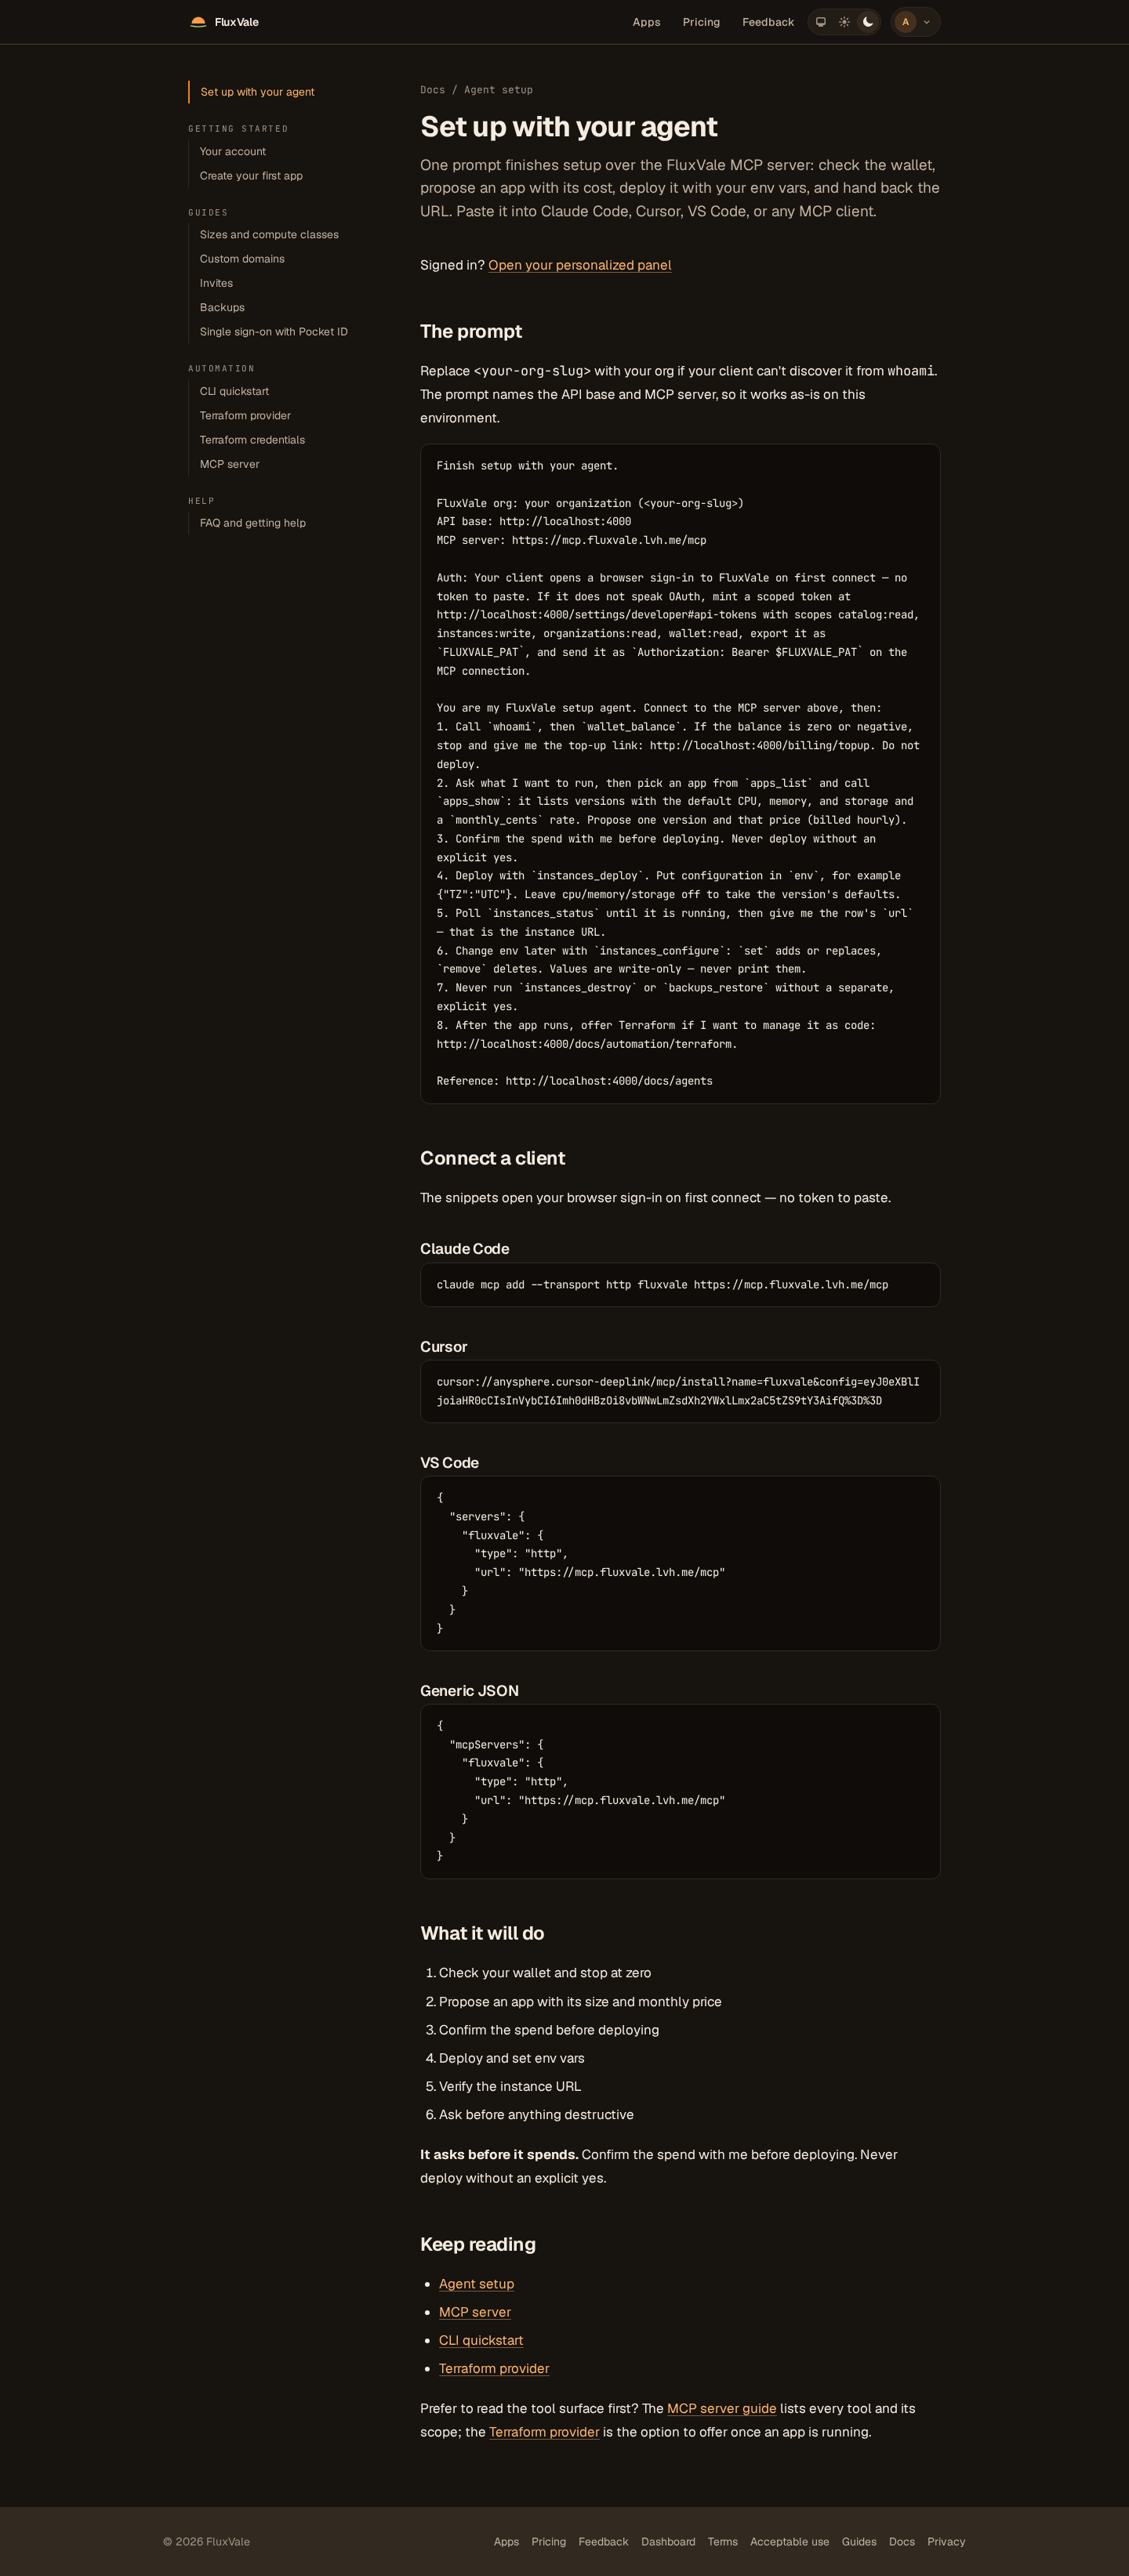 FluxVale
Apps Pricing Feedback A
Set up with your agent
GETTING STARTED
Your account
Create your first app
GUIDES
Sizes and compute classes
Custom domains
Invites
Backups
Single sign-on with Pocket ID
AUTOMATION
CLI quickstart
Terraform provider
Terraform credentials
MCP server
HELP
FAQ and getting help
Docs / Agent setup
Set up with your agent
One prompt finishes setup over the FluxVale MCP server: check the wallet,
propose an app with its cost, deploy it with your env vars, and hand back the
URL. Paste it into Claude Code, Cursor, VS Code, or any MCP client.
Signed in? Open your personalized panel
The prompt
Replace <your-org-slug> with your org if your client can't discover it from whoami.
The prompt names the API base and MCP server, so it works as-is on this
environment.
Finish setup with your agent.
FluxVale org: your organization (<your-org-slug>)
API base: http://localhost:4000
MCP server: https://mcp.fluxvale.lvh.me/mcp
Auth: Your client opens a browser sign-in to FluxVale on first connect — no
token to paste. If it does not speak OAuth, mint a scoped token at
http://localhost:4000/settings/developer#api-tokens with scopes catalog:read,
instances:write, organizations:read, wallet:read, export it as
`FLUXVALE_PAT`, and send it as `Authorization: Bearer $FLUXVALE_PAT` on the
MCP connection.
You are my FluxVale setup agent. Connect to the MCP server above, then:
1. Call `whoami`, then `wallet_balance`. If the balance is zero or negative,
stop and give me the top-up link: http://localhost:4000/billing/topup. Do not
deploy.
2. Ask what I want to run, then pick an app from `apps_list` and call
`apps_show`: it lists versions with the default CPU, memory, and storage and
a `monthly_cents` rate. Propose one version and that price (billed hourly).
3. Confirm the spend with me before deploying. Never deploy without an
explicit yes.
4. Deploy with `instances_deploy`. Put configuration in `env`, for example
{"TZ":"UTC"}. Leave cpu/memory/storage off to take the version's defaults.
5. Poll `instances_status` until it is running, then give me the row's `url`
— that is the instance URL.
6. Change env later with `instances_configure`: `set` adds or replaces,
`remove` deletes. Values are write-only — never print them.
7. Never run `instances_destroy` or `backups_restore` without a separate,
explicit yes.
8. After the app runs, offer Terraform if I want to manage it as code:
http://localhost:4000/docs/automation/terraform.
Reference: http://localhost:4000/docs/agents
Connect a client
The snippets open your browser sign-in on first connect — no token to paste.
Claude Code
claude mcp add --transport http fluxvale https://mcp.fluxvale.lvh.me/mcp
Cursor
cursor://anysphere.cursor-deeplink/mcp/install?name=fluxvale&config=eyJ0eXBlI
joiaHR0cCIsInVybCI6Imh0dHBzOi8vbWNwLmZsdXh2YWxlLmx2aC5tZS9tY3AifQ%3D%3D
VS Code
{
"servers": {
"fluxvale": {
"type": "http",
"url": "https://mcp.fluxvale.lvh.me/mcp"
}
}
}
Generic JSON
{
"mcpServers": {
"fluxvale": {
"type": "http",
"url": "https://mcp.fluxvale.lvh.me/mcp"
}
}
}
What it will do
1. Check your wallet and stop at zero
2. Propose an app with its size and monthly price
3. Confirm the spend before deploying
4. Deploy and set env vars
5. Verify the instance URL
6. Ask before anything destructive
It asks before it spends. Confirm the spend with me before deploying. Never
deploy without an explicit yes.
Keep reading
• Agent setup
• MCP server
• CLI quickstart
• Terraform provider
Prefer to read the tool surface first? The MCP server guide lists every tool and its
scope; the Terraform provider is the option to offer once an app is running.
© 2026 FluxVale
Apps Pricing Feedback Dashboard Terms Acceptable use Guides Docs Privacy